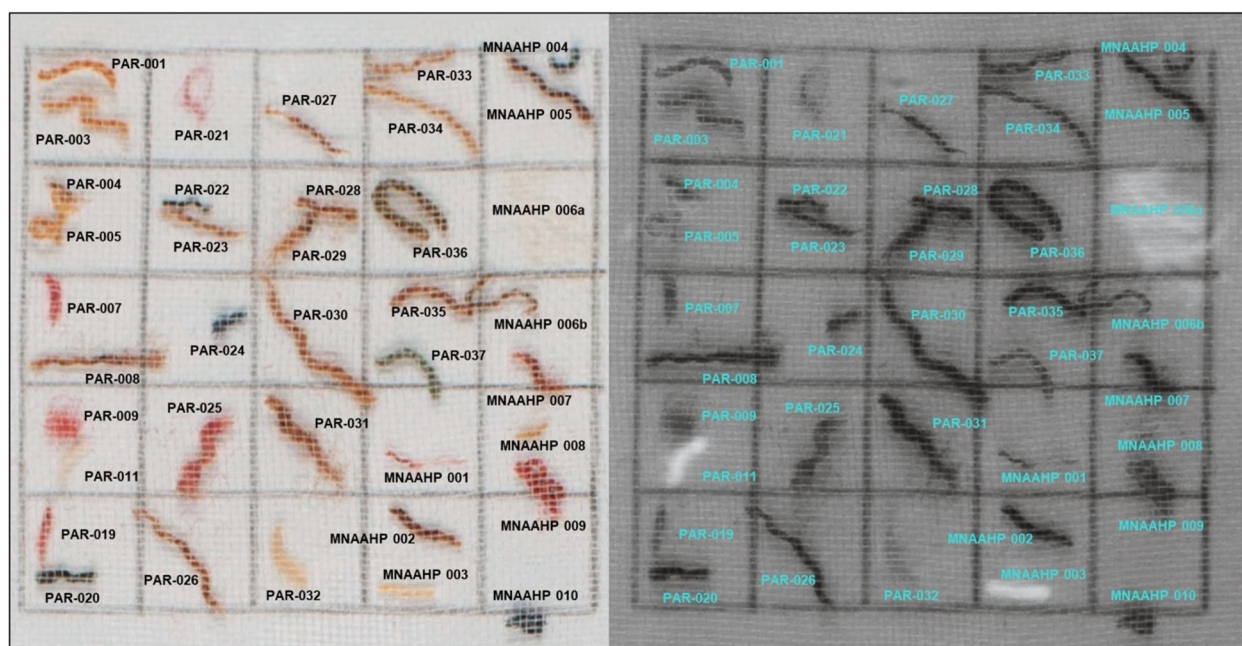 MNAAHP 004
PAR-001
PAR-033
PAR-027
MNAAHP 005
PAR-003
PAR-021
PAR-034
PAR-004
PAR-022
PAR-028
MNAAHP 006a
PAR-005
PAR-023
PAR-029
PAR-036
PAR-007
PAR-030
PAR-035
MNAAHP 006b
PAR-024
PAR-037
PAR-008
MNAAHP 007
PAR-009
PAR-025
PAR-031
MNAAHP 008
PAR-011
MNAAHP 001
MNAAHP 009
PAR-019
MNAAHP 002
MNAAHP 003
PAR-026
PAR-020
PAR-032
MNAAHP 010
MNAAHP 004
PAR-001
PAR-033
PAR-027
MNAAHP 005
PAR-003
PAR-021
PAR-034
PAR-004
PAR-022
PAR-028
MNAAHP 006a
PAR-005
PAR-023
PAR-029
PAR-036
PAR-007
PAR-030
PAR-035
MNAAHP 006b
PAR-024
PAR-037
PAR-008
MNAAHP 007
PAR-009
PAR-025
PAR-031
MNAAHP 008
PAR-011
MNAAHP 001
MNAAHP 009
PAR-019
MNAAHP 002
MNAAHP 003
PAR-026
PAR-020
PAR-032
MNAAHP 010